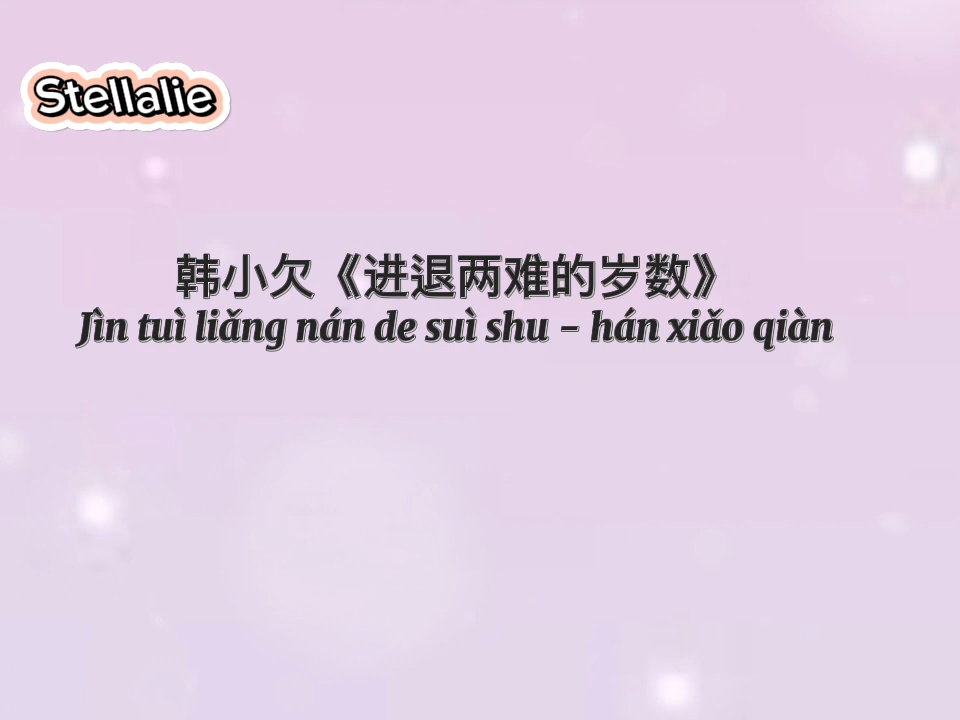 Stellalie
韩小欠《进退两难的岁数》
Jìn tuì liǎng nán de suì shu - hán xiǎo qiàn